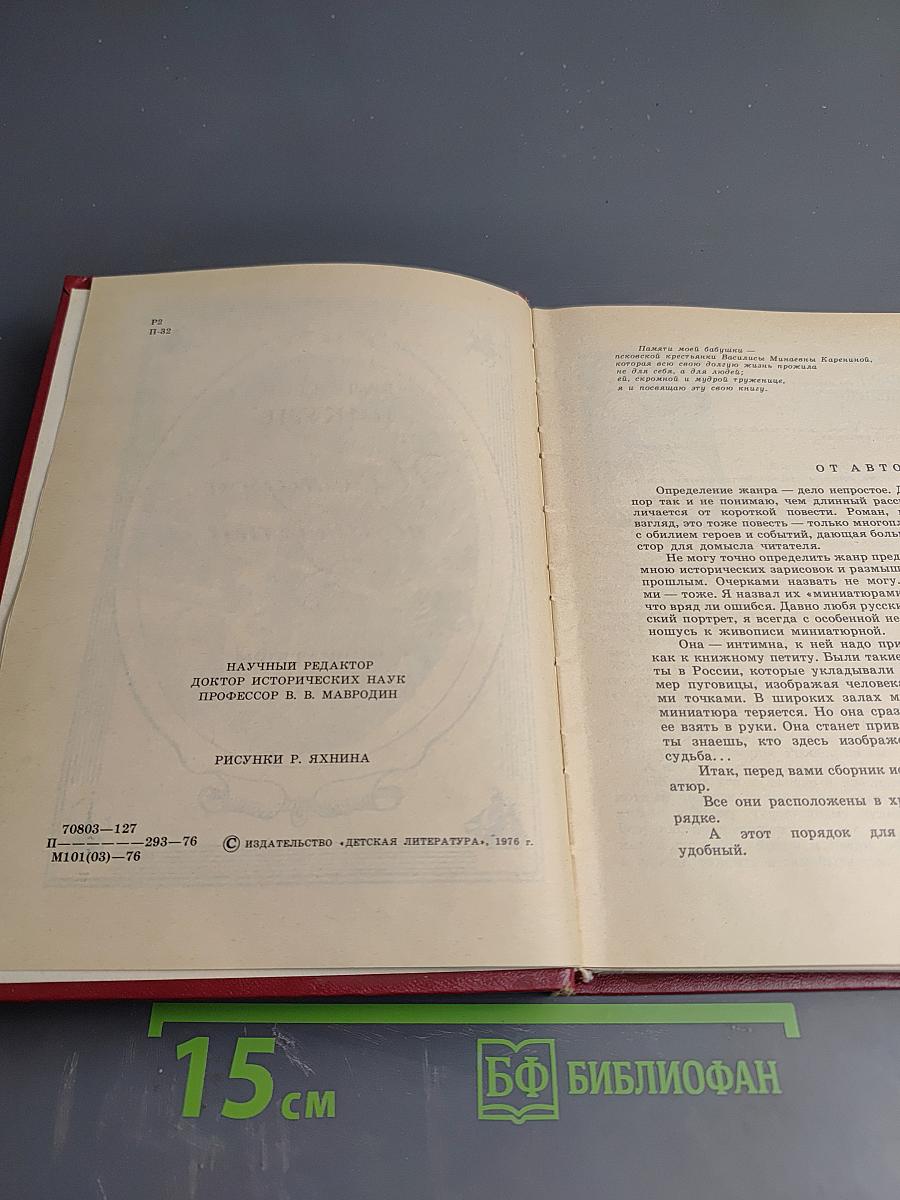 Р2
П-32
НАУЧНЫЙ РЕДАКТОР
ДОКТОР ИСТОРИЧЕСКИХ НАУК
ПРОФЕССОР В. В. МАВРОДИН
РИСУНКИ Р. ЯХНИНА
70803—127
П——————293—76
М101(03)—76
© ИЗДАТЕЛЬСТВО «ДЕТСКАЯ ЛИТЕРАТУРА», 1976 г.
Памяти моей бабушки —
псковской крестьянки Василисы Минаевны Карениной,
которая всю свою долгую жизнь прожила
не для себя, а для людей;
ей, скромной и мудрой труженице,
я и посвящаю эту свою книгу.
ОТ АВТО
Определение жанра — дело непростое. Д
пор так и не понимаю, чем длинный расс
личается от короткой повести. Роман,
взгляд, это тоже повесть — только многопл
с обилием героев и событий, дающая боль
стор для домысла читателя.
Не могу точно определить жанр пред
мною исторических зарисовок и размыш
прошлым. Очерками назвать не могу.
ми — тоже. Я назвал их «миниатюрами
что вряд ли ошибся. Давно любя русски
ский портрет, я всегда с особенной не
ношусь к живописи миниатюрной.
Она — интимна, к ней надо при
как к книжному петиту. Были такие
ты в России, которые укладывали
мер пуговицы, изображая человека
ми точками. В широких залах м
миниатюра теряется. Но она сраз
ее взять в руки. Она станет прив
ты знаешь, кто здесь изображе
судьба...
Итак, перед вами сборник ис
атюр.
Все они расположены в х
рядке.
А этот порядок для
удобный.
15 см
БФ БИБЛИОФАН